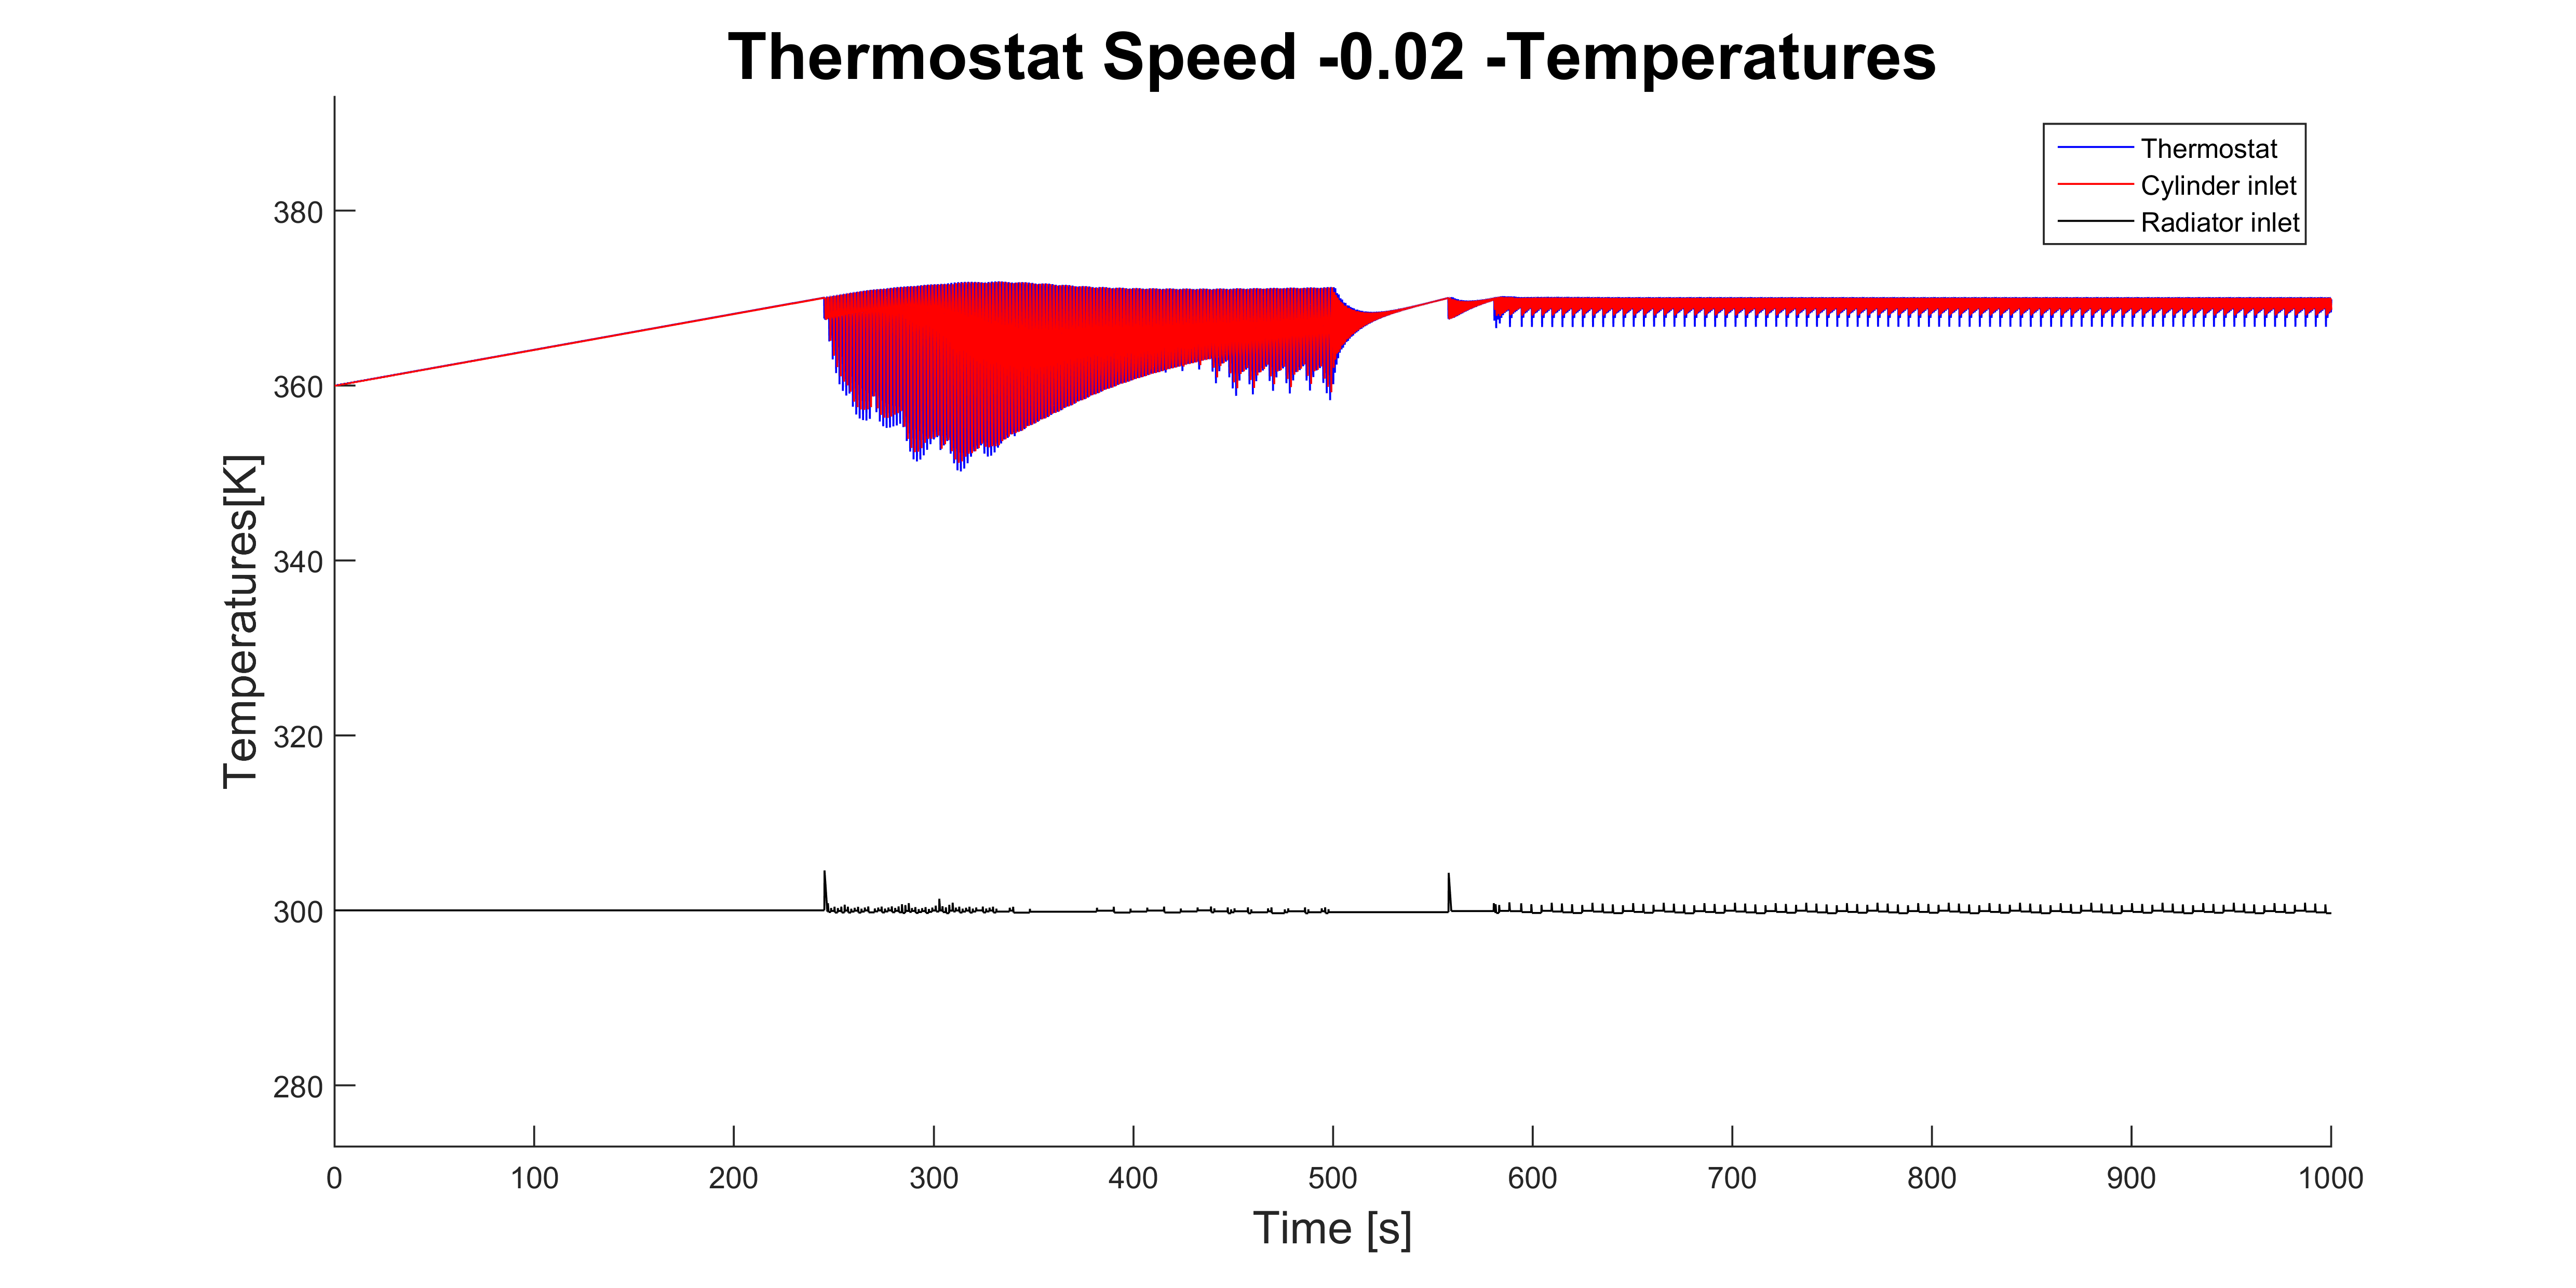 Thermostat Speed -0.02 -Temperatures
Thermostat
Cylinder inlet
Radiator inlet
Temperatures[K]
380
360
340
320
300
280
0 100 200 300 400 500 600 700 800 900 1000
Time [s]